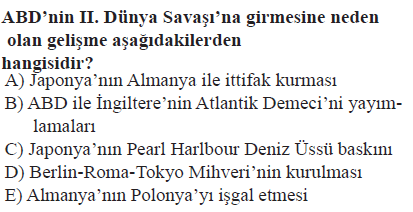 ABD’nin II. Dünya Savaşı’na girmesine neden
olan gelişme aşağıdakilerden
hangisidir?
A) Japonya’nın Almanya ile ittifak kurması
B) ABD ile İngiltere’nin Atlantik Demeci’ni yayım-
lamaları
C) Japonya’nın Pearl Harlbour Deniz Üssü baskını
D) Berlin-Roma-Tokyo Mihveri’nin kurulması
E) Almanya’nın Polonya’yı işgal etmesi